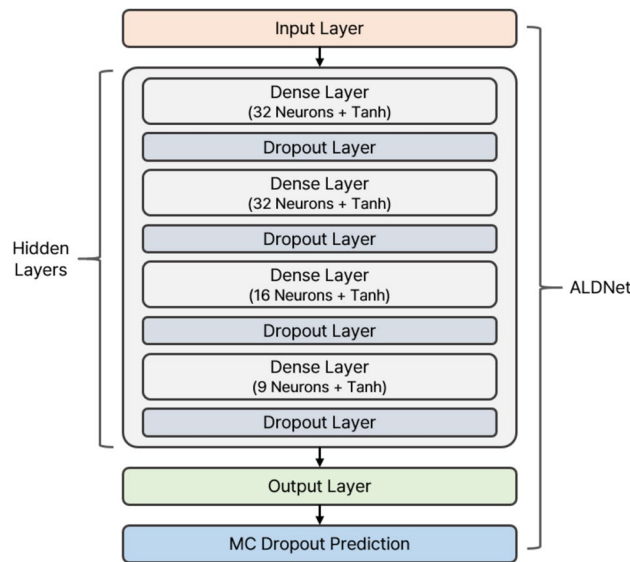 Input Layer
Dense Layer
(32 Neurons + Tanh)
Dropout Layer
Dense Layer
(32 Neurons + Tanh)
Dropout Layer
Hidden
Layers
Dense Layer
(16 Neurons + Tanh)
ALDNet
Dropout Layer
Dense Layer
(9 Neurons + Tanh)
Dropout Layer
Output Layer
MC Dropout Prediction